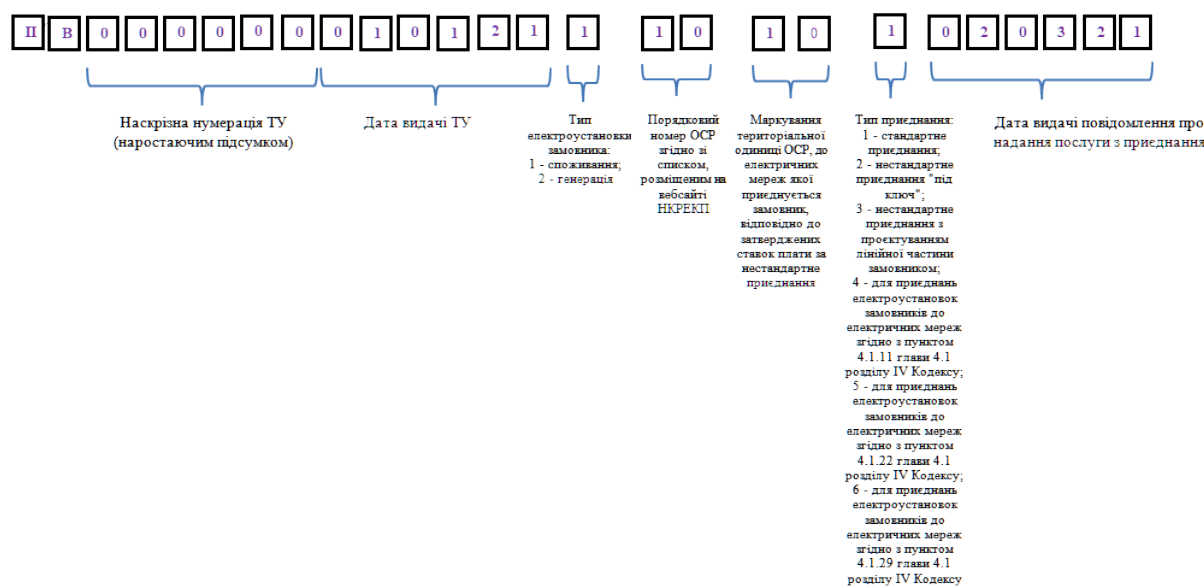 П В 0 0 0 0 0 0 0 1 0 1 2 1 1 1 0 1 0 1 0 2 0 3 2 1
Наскрізна нумерація ТУ
(наростаючим підсумком)
Дата видачі ТУ
Тип
електроустановки
замовника:
1 - споживання;
2 - генерація
Порядковий
номер ОСР
згідно зі
списком,
розміщеним на
вебсайті
НКРЕКП
Маркування
територіальної
одиниці ОСР, до
електричних
мереж якої
приєднується
замовник,
відповідно до
затверджених
ставок плати за
нестандартне
приєднання
Тип приєднання:
1 - стандартне
приєднання;
2 - нестандартне
приєднання "під
ключ";
3 - нестандартне
приєднання з
проєктуванням
лінійної частини
замовником;
4 - для приєднань
електроустановок
замовників до
електричних мереж
згідно з пунктом
4.1.11 глави 4.1
розділу IV Кодексу;
5 - для приєднань
електроустановок
замовників до
електричних мереж
згідно з пунктом
4.1.22 глави 4.1
розділу IV Кодексу;
6 - для приєднань
електроустановок
замовників до
електричних мереж
згідно з пунктом
4.1.29 глави 4.1
розділу IV Кодексу
Дата видачі повідомлення про
надання послуги з приєднання